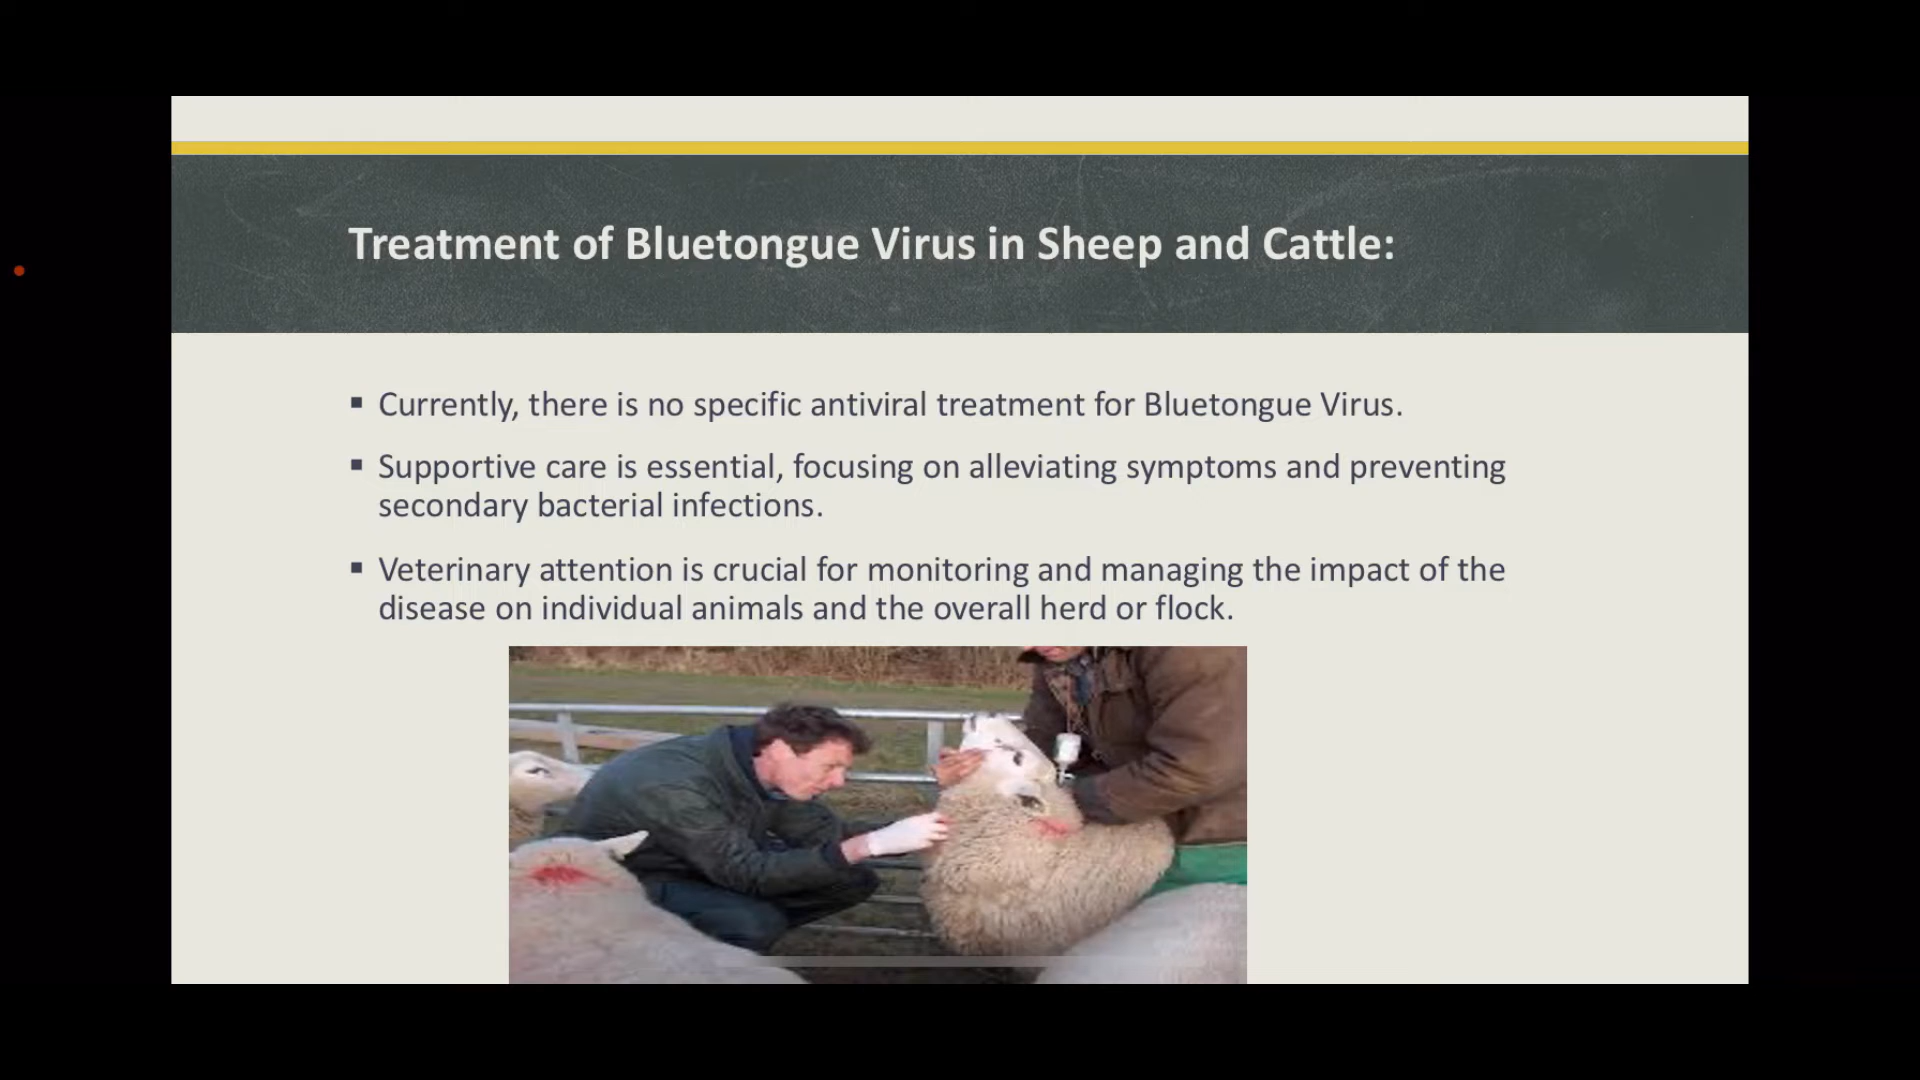 Treatment of Bluetongue Virus in Sheep and Cattle:
▪ Currently, there is no specific antiviral treatment for Bluetongue Virus.
▪ Supportive care is essential, focusing on alleviating symptoms and preventing
secondary bacterial infections.
▪ Veterinary attention is crucial for monitoring and managing the impact of the
disease on individual animals and the overall herd or flock.